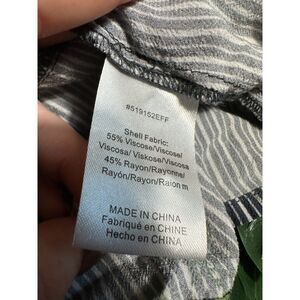 #519152EFF
Shell Fabric:
55% Viscose/Viscose/
Viscosa/ Viskose/Viscosa
45% Rayon/Rayonne/
Rayón/Rayon/Raion m
MADE IN CHINA
Fabriqué en CHINE
Hecho en CHINA